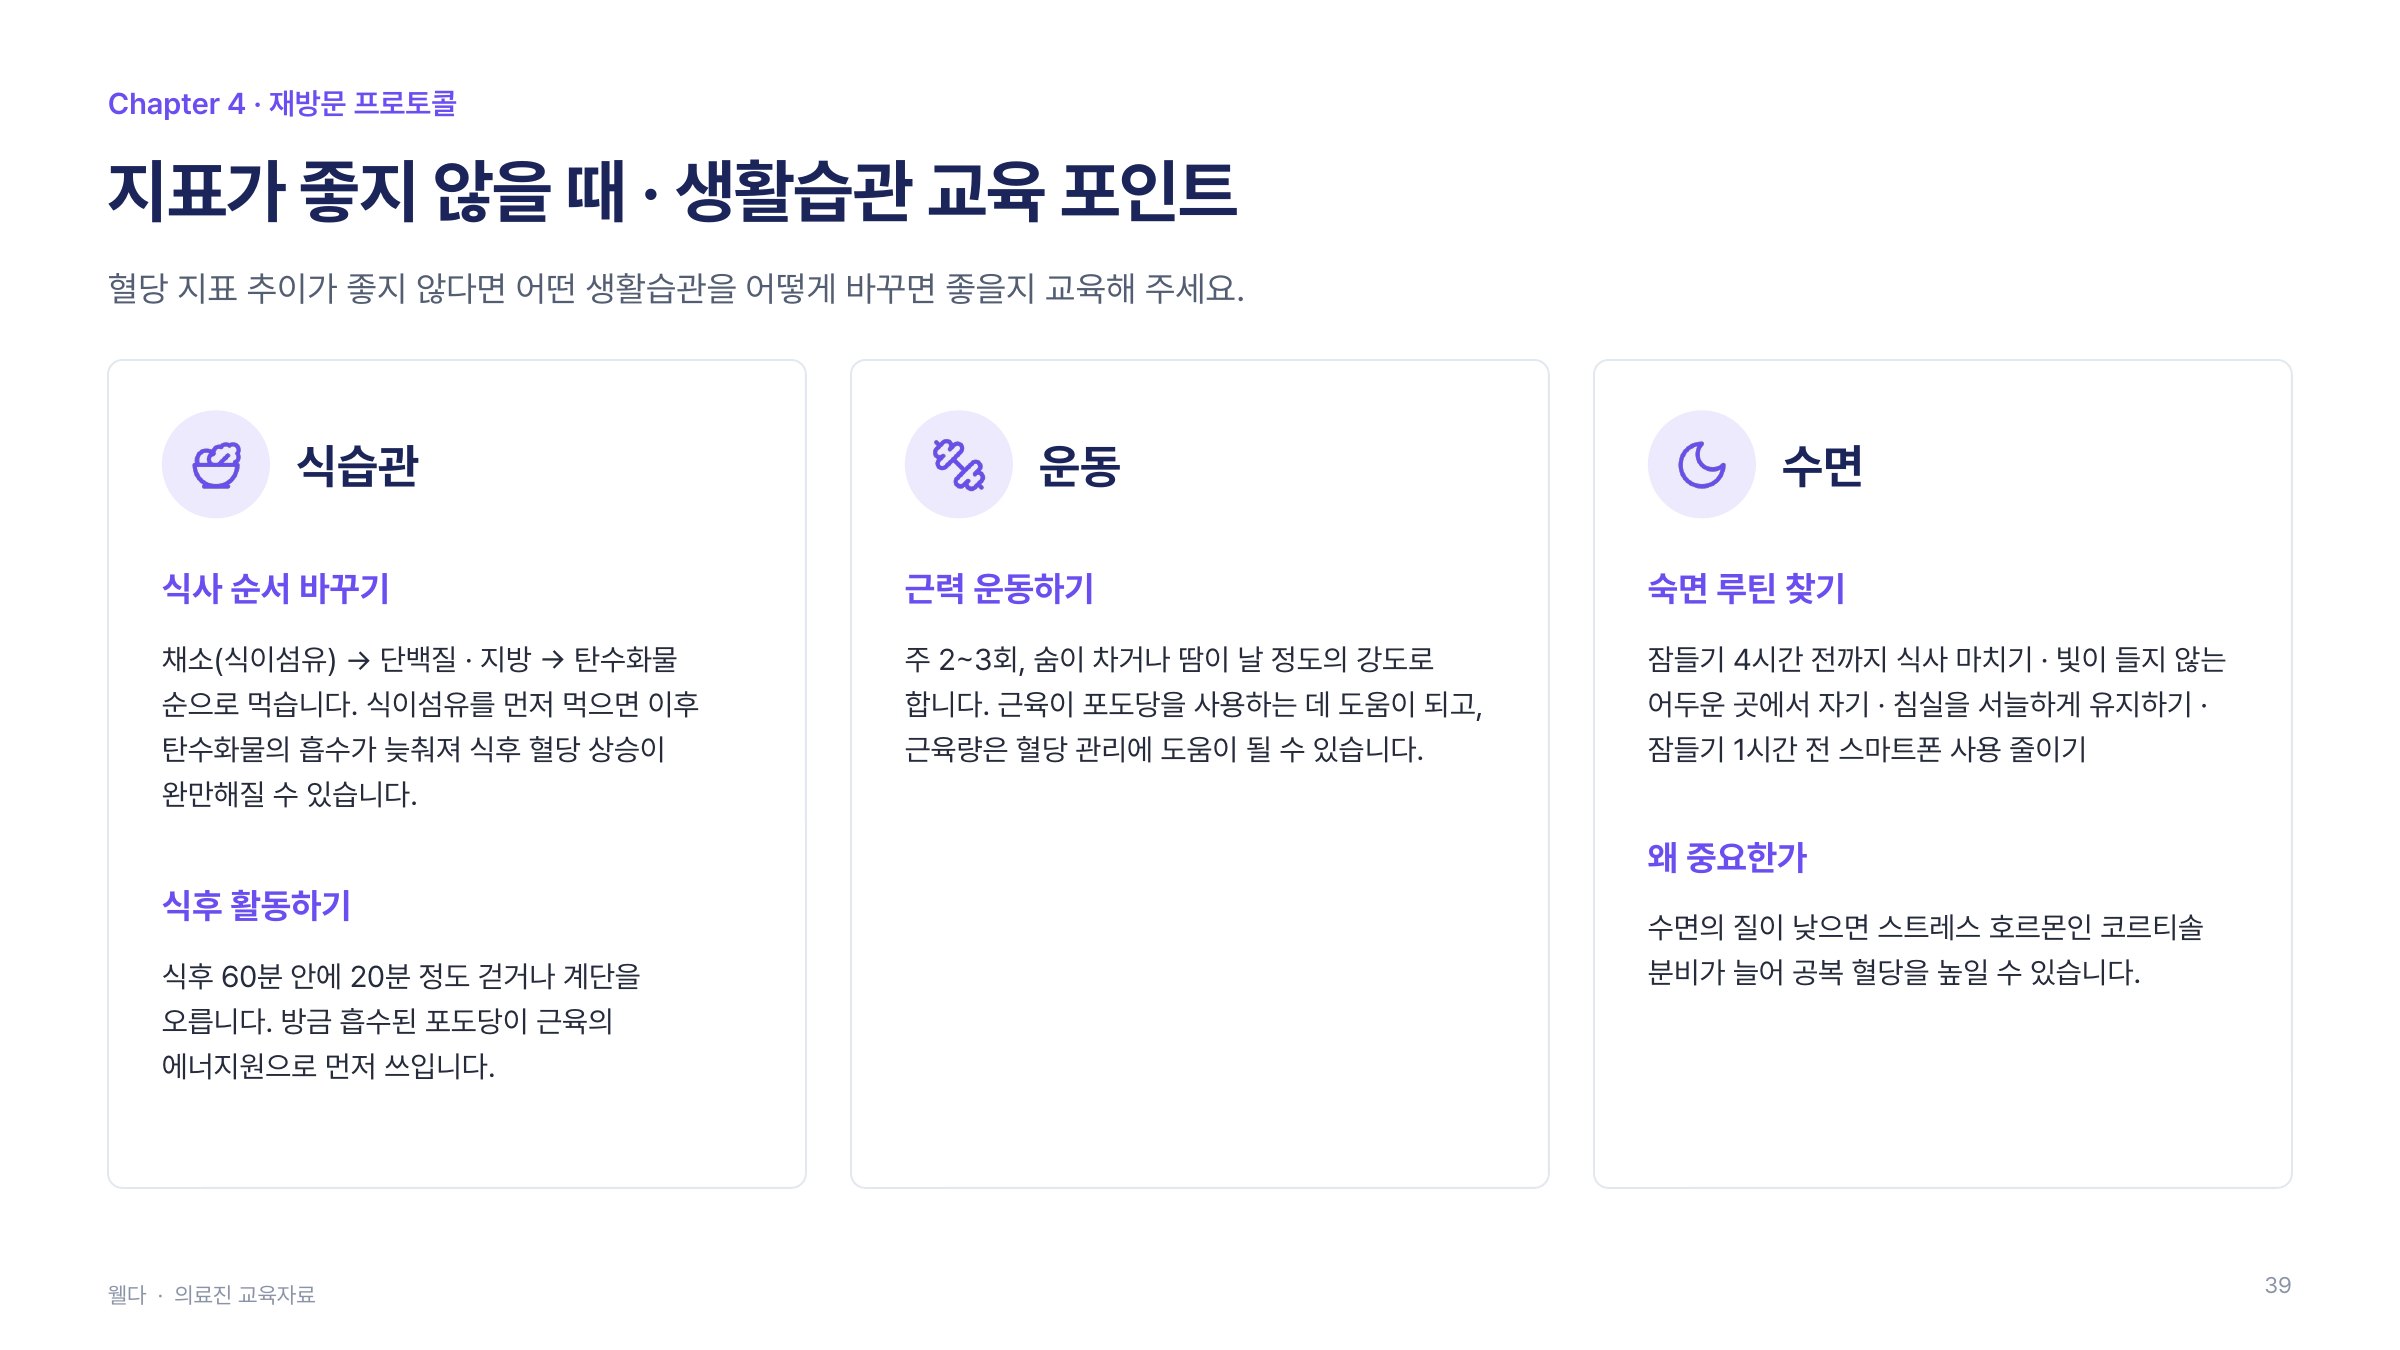 Chapter 4 · 재방문 프로토콜
지표가 좋지 않을 때 · 생활습관 교육 포인트
혈당 지표 추이가 좋지 않다면 어떤 생활습관을 어떻게 바꾸면 좋을지 교육해 주세요.
식습관
식사 순서 바꾸기
채소(식이섬유) → 단백질 · 지방 → 탄수화물
순으로 먹습니다. 식이섬유를 먼저 먹으면 이후
탄수화물의 흡수가 늦춰져 식후 혈당 상승이
완만해질 수 있습니다.
식후 활동하기
식후 60분 안에 20분 정도 걷거나 계단을
오릅니다. 방금 흡수된 포도당이 근육의
에너지원으로 먼저 쓰입니다.
운동
근력 운동하기
주 2~3회, 숨이 차거나 땀이 날 정도의 강도로
합니다. 근육이 포도당을 사용하는 데 도움이 되고,
근육량은 혈당 관리에 도움이 될 수 있습니다.
수면
숙면 루틴 찾기
잠들기 4시간 전까지 식사 마치기 · 빛이 들지 않는
어두운 곳에서 자기 · 침실을 서늘하게 유지하기 ·
잠들기 1시간 전 스마트폰 사용 줄이기
왜 중요한가
수면의 질이 낮으면 스트레스 호르몬인 코르티솔
분비가 늘어 공복 혈당을 높일 수 있습니다.
웰다 · 의료진 교육자료
39